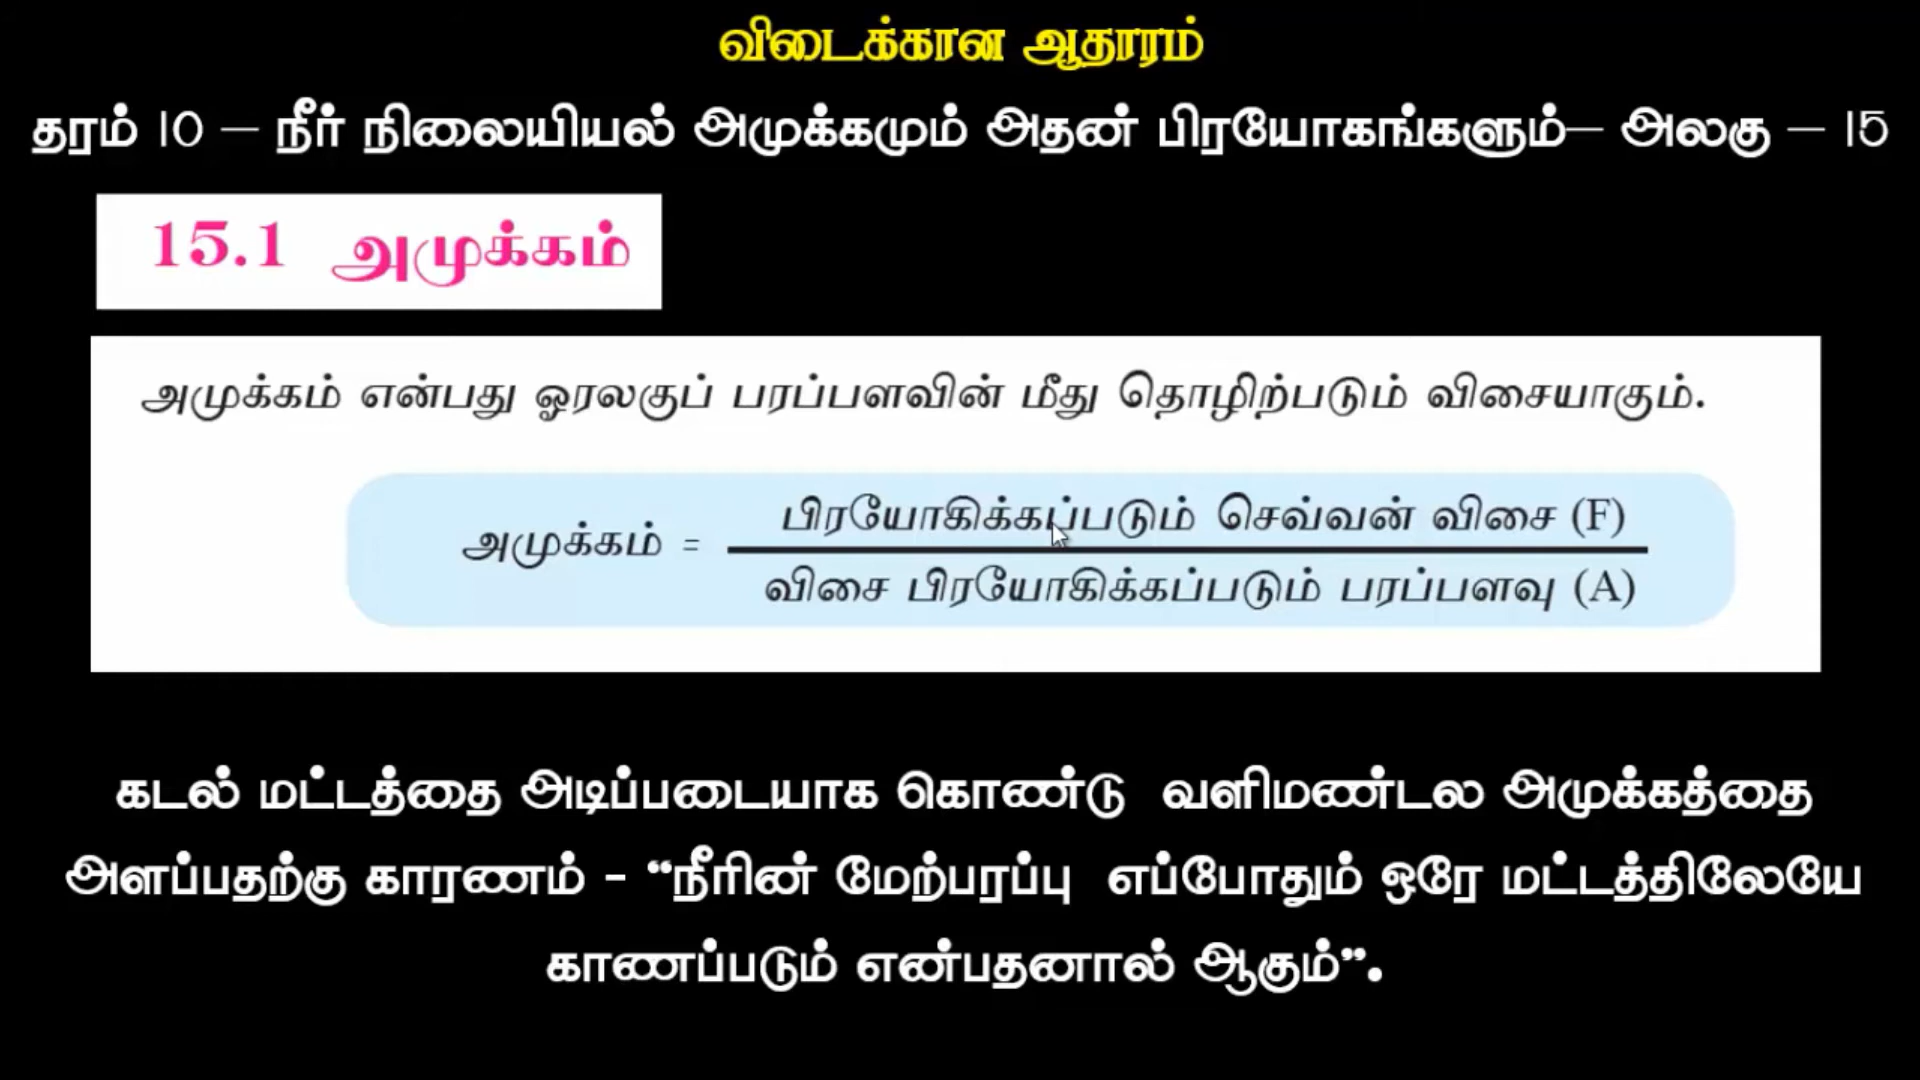 விடைக்கான ஆதாரம்
தரம் 10 – நீர் நிலையியல் அமுக்கமும் அதன் பிரயோகங்களும்– அலகு – 15
15.1 அமுக்கம்
அமுக்கம் என்பது ஓரலகுப் பரப்பளவின் மீது தொழிற்படும் விசையாகும்.
பிரயோகிக்கப்படும் செவ்வன் விசை (F)
அமுக்கம் =
விசை பிரயோகிக்கப்படும் பரப்பளவு (A)
கடல் மட்டத்தை அடிப்படையாக கொண்டு வளிமண்டல அமுக்கத்தை
அளப்பதற்கு காரணம் - “நீரின் மேற்பரப்பு எப்போதும் ஒரே மட்டத்திலேயே
காணப்படும் என்பதனால் ஆகும்”.